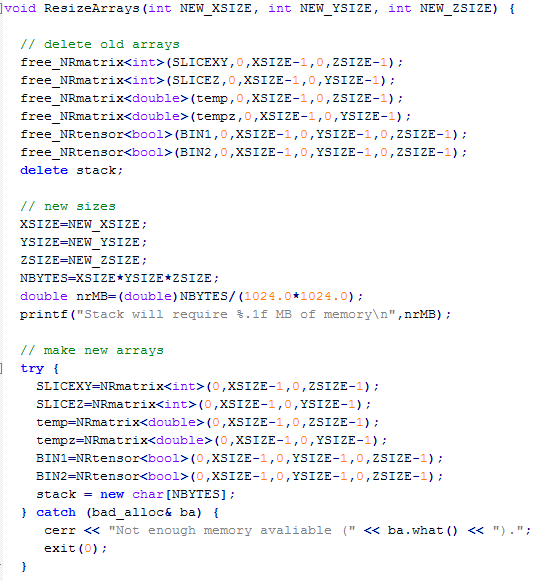 void ResizeArrays(int NEW_XSIZE, int NEW_YSIZE, int NEW_ZSIZE) {
// delete old arrays
free_NRmatrix<int>(SLICEXY,0,XSIZE-1,0,ZSIZE-1);
free_NRmatrix<int>(SLICEZ,0,XSIZE-1,0,YSIZE-1);
free_NRmatrix<double>(temp,0,XSIZE-1,0,ZSIZE-1);
free_NRmatrix<double>(tempz,0,XSIZE-1,0,YSIZE-1);
free_NRtensor<bool>(BIN1,0,XSIZE-1,0,YSIZE-1,0,ZSIZE-1);
free_NRtensor<bool>(BIN2,0,XSIZE-1,0,YSIZE-1,0,ZSIZE-1);
delete stack;
// new sizes
XSIZE=NEW_XSIZE;
YSIZE=NEW_YSIZE;
ZSIZE=NEW_ZSIZE;
NBYTES=XSIZE*YSIZE*ZSIZE;
double nrMB=(double)NBYTES/(1024.0*1024.0);
printf("Stack will require %.1f MB of memory\n",nrMB);
// make new arrays
try {
SLICEXY=NRmatrix<int>(0,XSIZE-1,0,ZSIZE-1);
SLICEZ=NRmatrix<int>(0,XSIZE-1,0,YSIZE-1);
temp=NRmatrix<double>(0,XSIZE-1,0,ZSIZE-1);
tempz=NRmatrix<double>(0,XSIZE-1,0,YSIZE-1);
BIN1=NRtensor<bool>(0,XSIZE-1,0,YSIZE-1,0,ZSIZE-1);
BIN2=NRtensor<bool>(0,XSIZE-1,0,YSIZE-1,0,ZSIZE-1);
stack = new char[NBYTES];
} catch (bad_alloc& ba) {
cerr << "Not enough memory avaliable (" << ba.what() << ").";
exit(0);
}